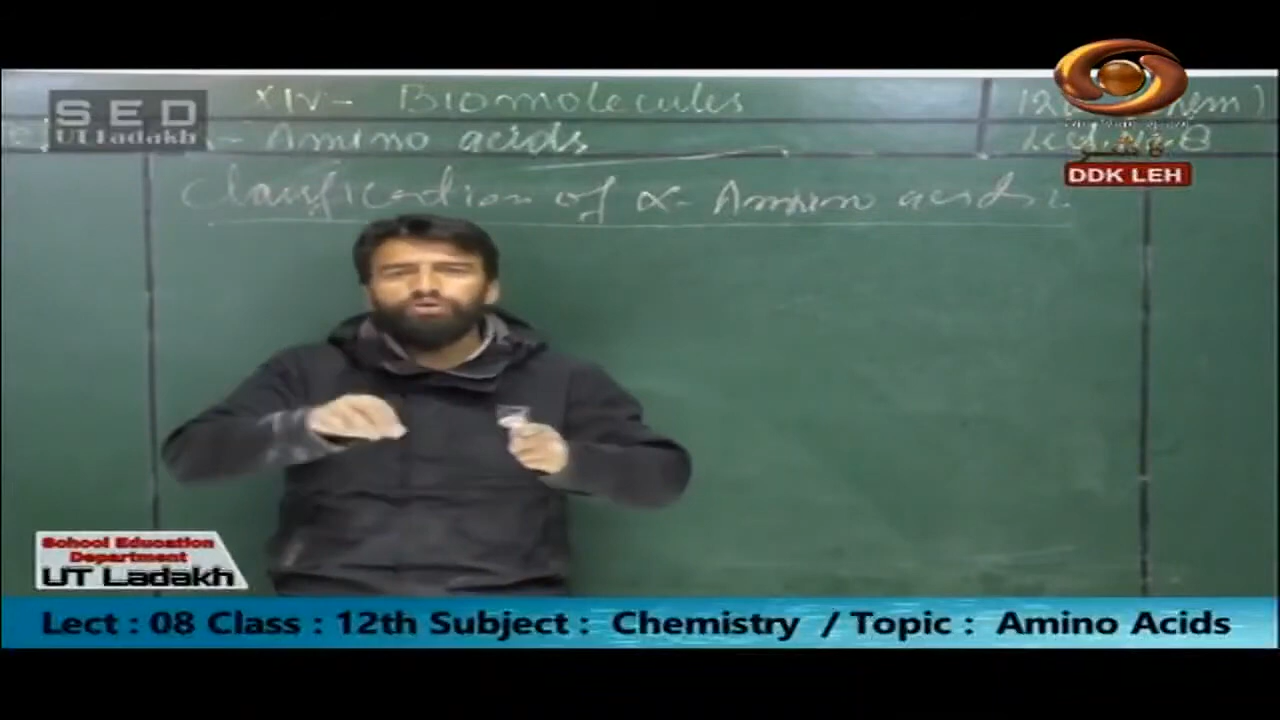 SED
UT Ladakh
XIV- Biomolecules
Amino acids
Classification of α- Amino acids:
DDK LEH
School Education
Department
UT Ladakh
Lect : 08 Class : 12th Subject : Chemistry / Topic : Amino Acids